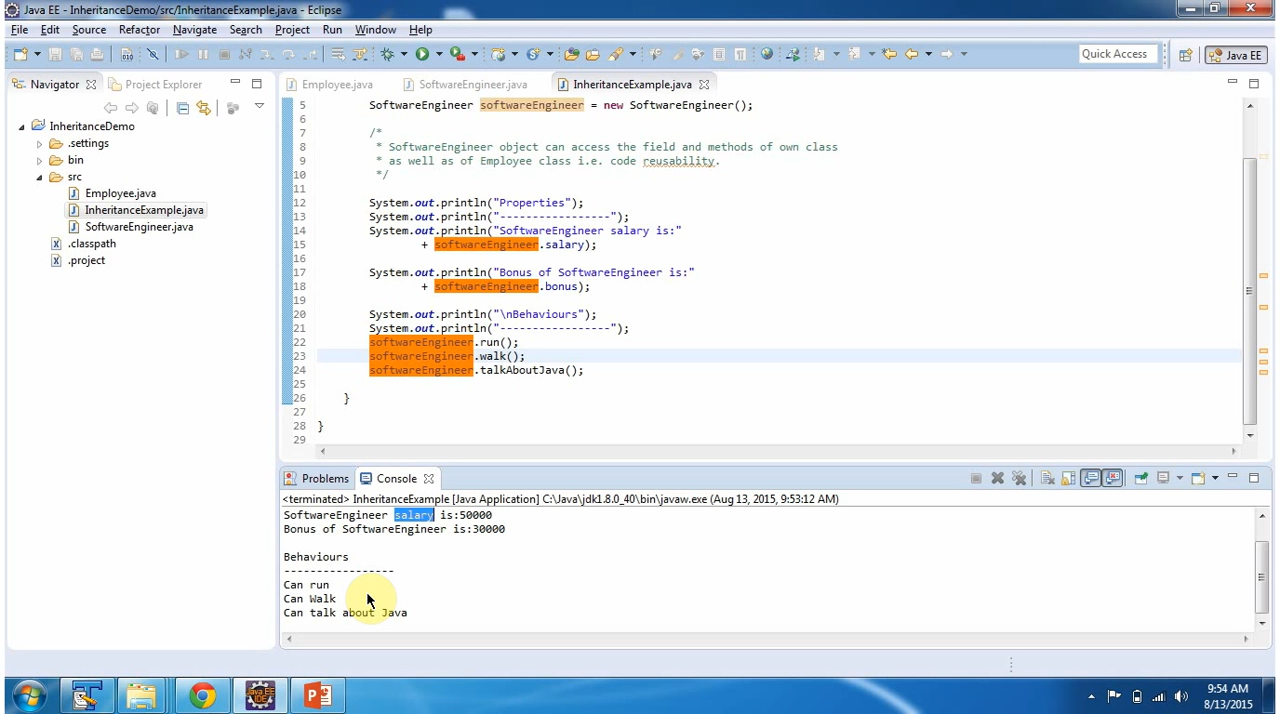 Java EE - InheritanceDemo/src/InheritanceExample.java - Eclipse
File Edit Source Refactor Navigate Search Project Run Window Help
Quick Access Java EE
Navigator Project Explorer
InheritanceDemo
.settings
bin
src
Employee.java
InheritanceExample.java
SoftwareEngineer.java
.classpath
.project
Employee.java SoftwareEngineer.java InheritanceExample.java
5 SoftwareEngineer softwareEngineer = new SoftwareEngineer();
6
7 /*
8 * SoftwareEngineer object can access the field and methods of own class
9 * as well as of Employee class i.e. code reusability.
10 */
11
12 System.out.println("Properties");
13 System.out.println("-----------------");
14 System.out.println("SoftwareEngineer salary is:"
15 + softwareEngineer.salary);
16
17 System.out.println("Bonus of SoftwareEngineer is:"
18 + softwareEngineer.bonus);
19
20 System.out.println("\nBehaviours");
21 System.out.println("-----------------");
22 softwareEngineer.run();
23 softwareEngineer.walk();
24 softwareEngineer.talkAboutJava();
25
26 }
27
28 }
29
Problems Console
<terminated> InheritanceExample [Java Application] C:\Java\jdk1.8.0_40\bin\javaw.exe (Aug 13, 2015, 9:53:12 AM)
SoftwareEngineer salary is:50000
Bonus of SoftwareEngineer is:30000
Behaviours
-----------------
Can run
Can Walk
Can talk about Java
Java EE
IDE
9:54 AM
8/13/2015